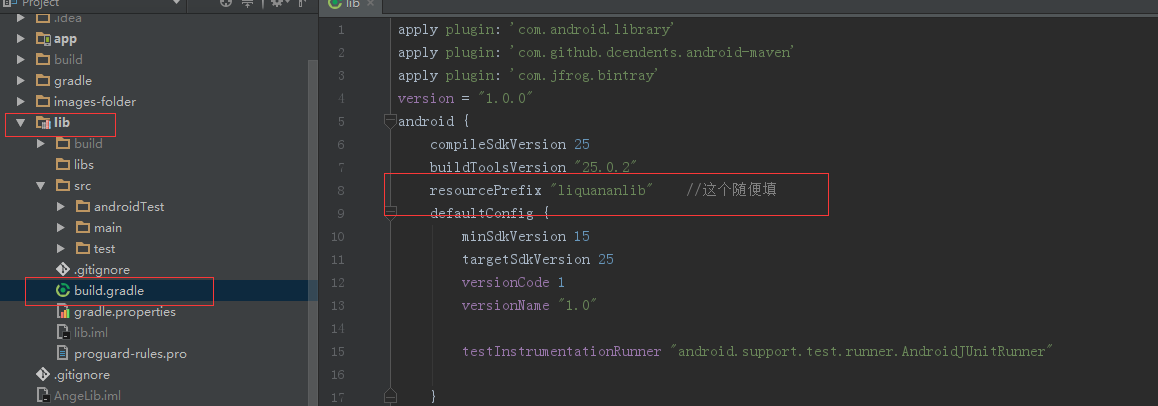 Project
lib
.idea
app
build
gradle
images-folder
lib
build
libs
src
androidTest
main
test
.gitignore
build.gradle
gradle.properties
lib.iml
proguard-rules.pro
.gitignore
AngeLib.iml
1 apply plugin: 'com.android.library'
2 apply plugin: 'com.github.dcendents.android-maven'
3 apply plugin: 'com.jfrog.bintray'
4 version = "1.0.0"
5 android {
6 compileSdkVersion 25
7 buildToolsVersion "25.0.2"
8 resourcePrefix "liquananlib" //这个随便填
9 defaultConfig {
10 minSdkVersion 15
11 targetSdkVersion 25
12 versionCode 1
13 versionName "1.0"
14
15 testInstrumentationRunner "android.support.test.runner.AndroidJUnitRunner"
16
17 }